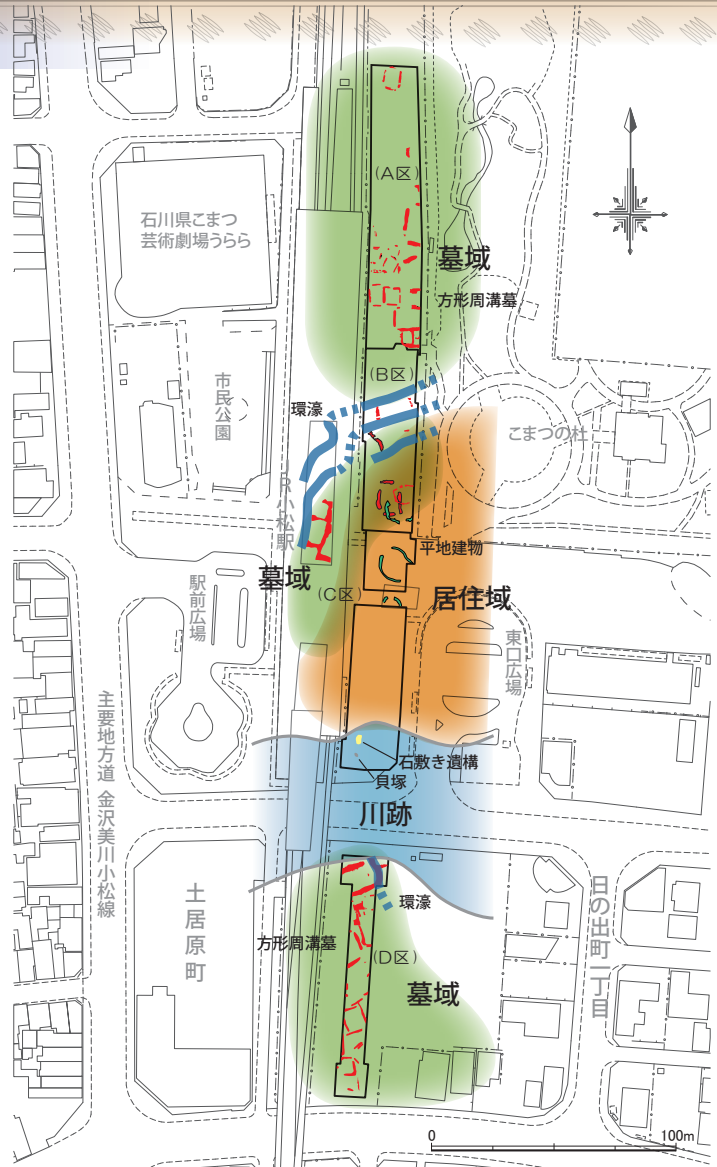 (A区)
石川県こまつ
芸術劇場うらら
墓域
方形周溝墓
(B区)
市民公園
環濠
こまつの杜
JR小松駅
平地建物
墓域
(C区)
居住域
駅前広場
東口広場
主要地方道 金沢美川小松線
石敷き遺構
貝塚
川跡
土居原町
環濠
日の出町一丁目
方形周溝墓
(D区)
墓域
0
100m